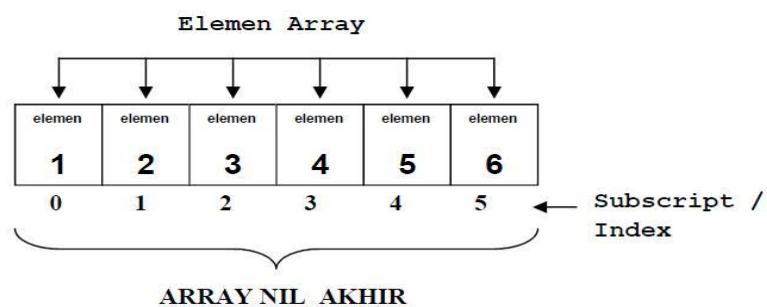 Elemen Array
elemen elemen elemen elemen elemen elemen
1 2 3 4 5 6
0 1 2 3 4 5
Subscript /
Index
ARRAY NIL AKHIR